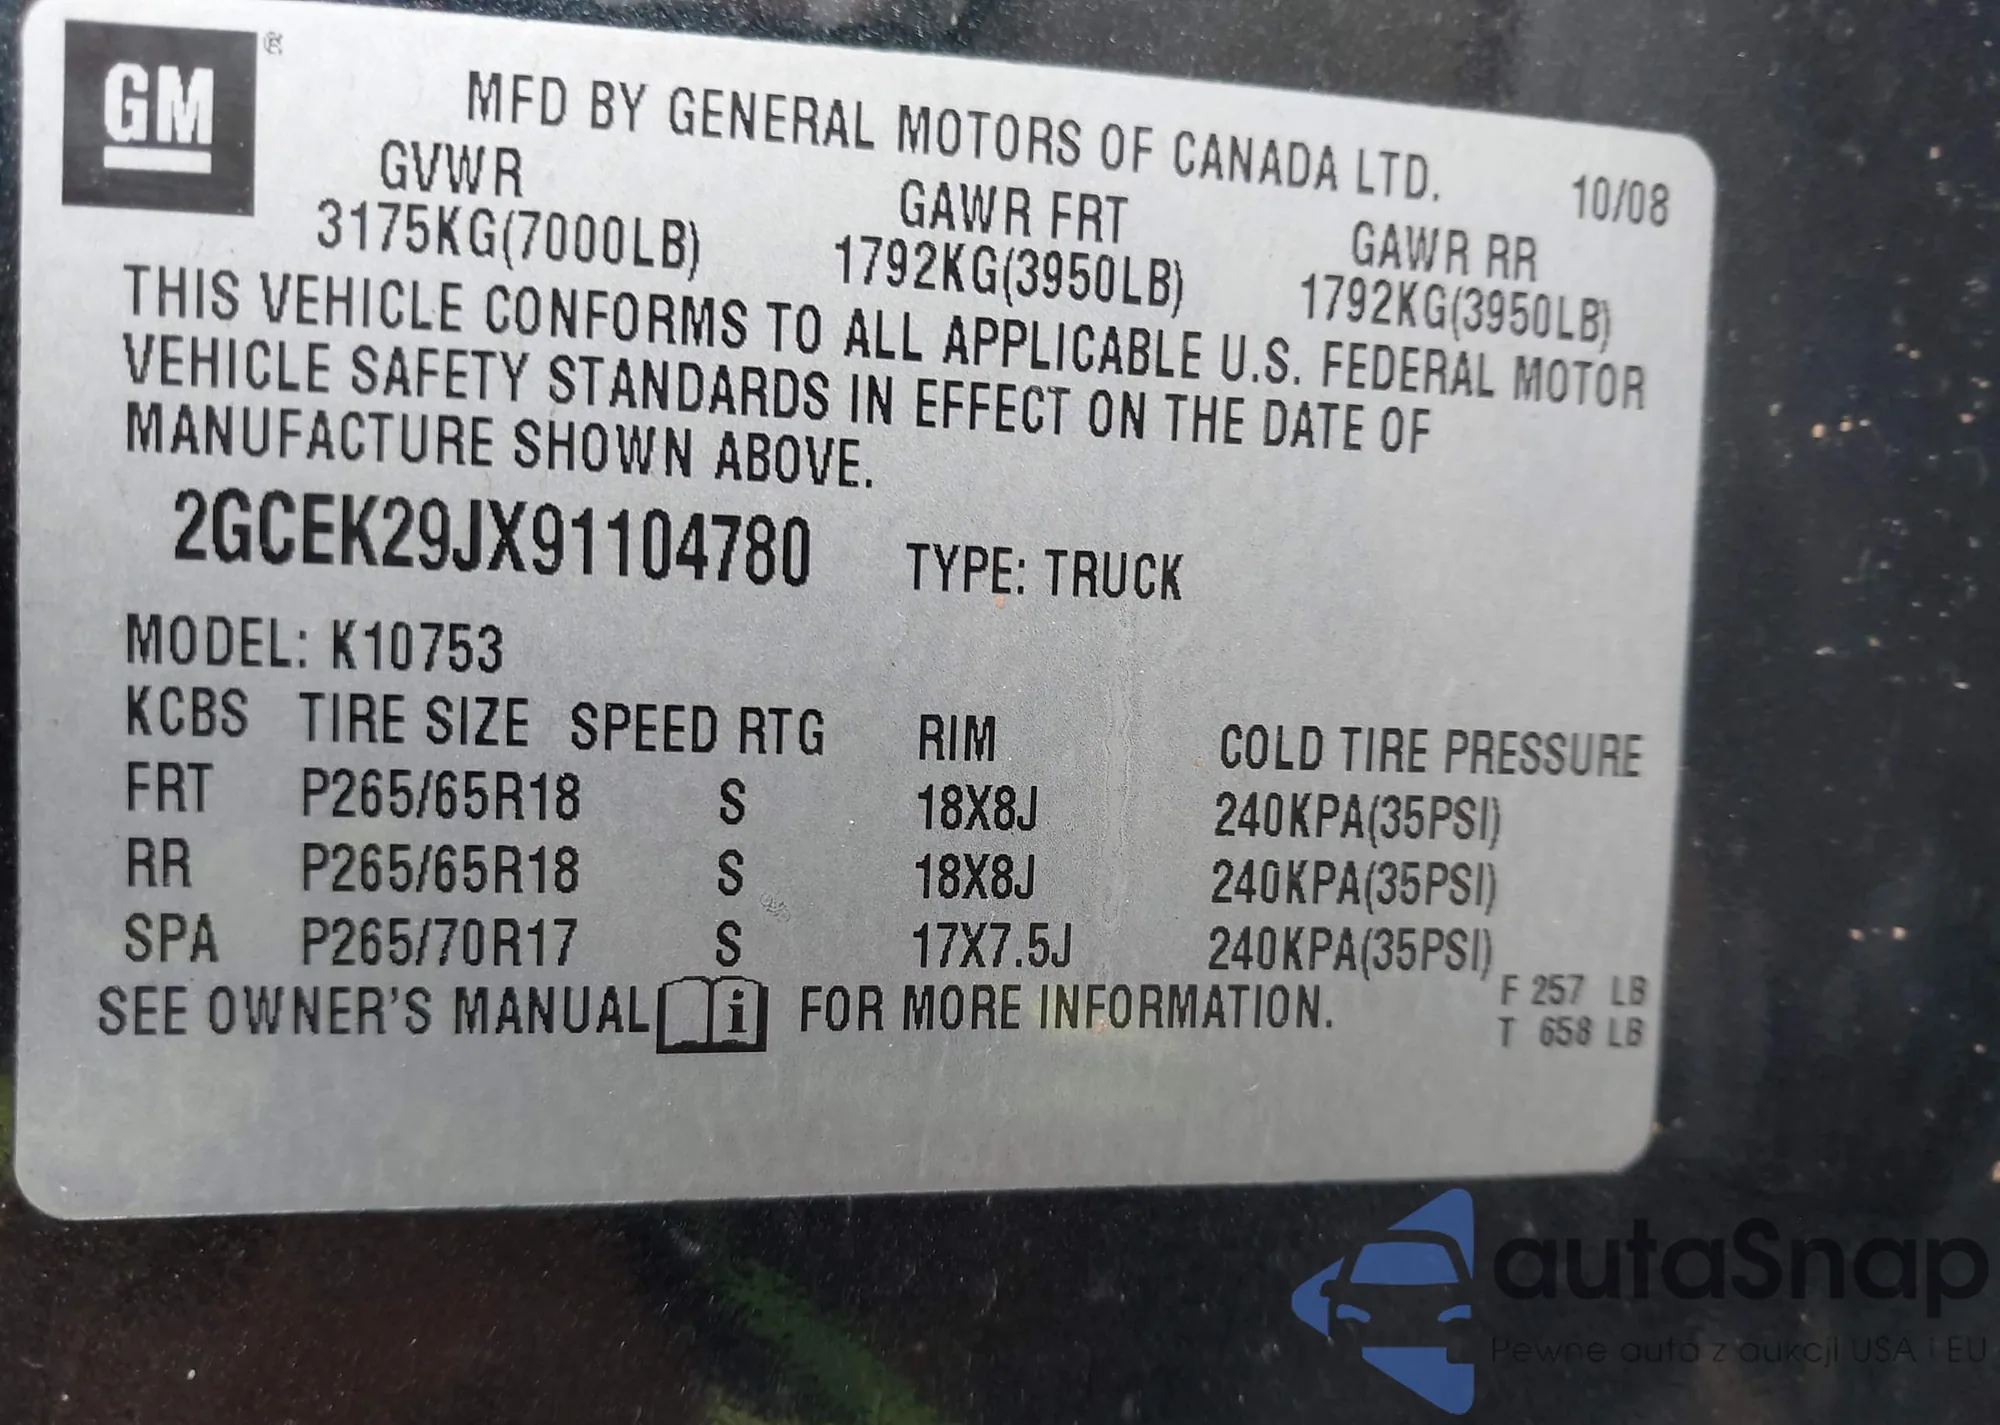 GM ®
MFD BY GENERAL MOTORS OF CANADA LTD.
10/08
GVWR GAWR FRT GAWR RR
3175KG(7000LB) 1792KG(3950LB) 1792KG(3950LB)
THIS VEHICLE CONFORMS TO ALL APPLICABLE U.S. FEDERAL MOTOR
VEHICLE SAFETY STANDARDS IN EFFECT ON THE DATE OF
MANUFACTURE SHOWN ABOVE.
2GCEK29JX91104780 TYPE: TRUCK
MODEL: K10753
KCBS TIRE SIZE SPEED RTG RIM COLD TIRE PRESSURE
FRT P265/65R18 S 18X8J 240KPA(35PSI)
RR P265/65R18 S 18X8J 240KPA(35PSI)
SPA P265/70R17 S 17X7.5J 240KPA(35PSI)
SEE OWNER'S MANUAL i FOR MORE INFORMATION.
F 257 LB
T 658 LB
autaSnap
Pewne auta z aukcji USA i EU